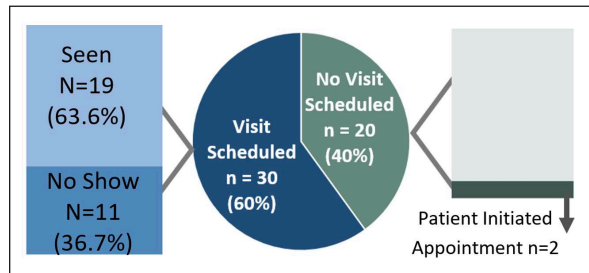 Seen
N=19
(63.6%)
No Show
N=11
(36.7%)
Visit
Scheduled
n = 30
(60%)
No Visit
Scheduled
n = 20
(40%)
Patient Initiated
Appointment n=2